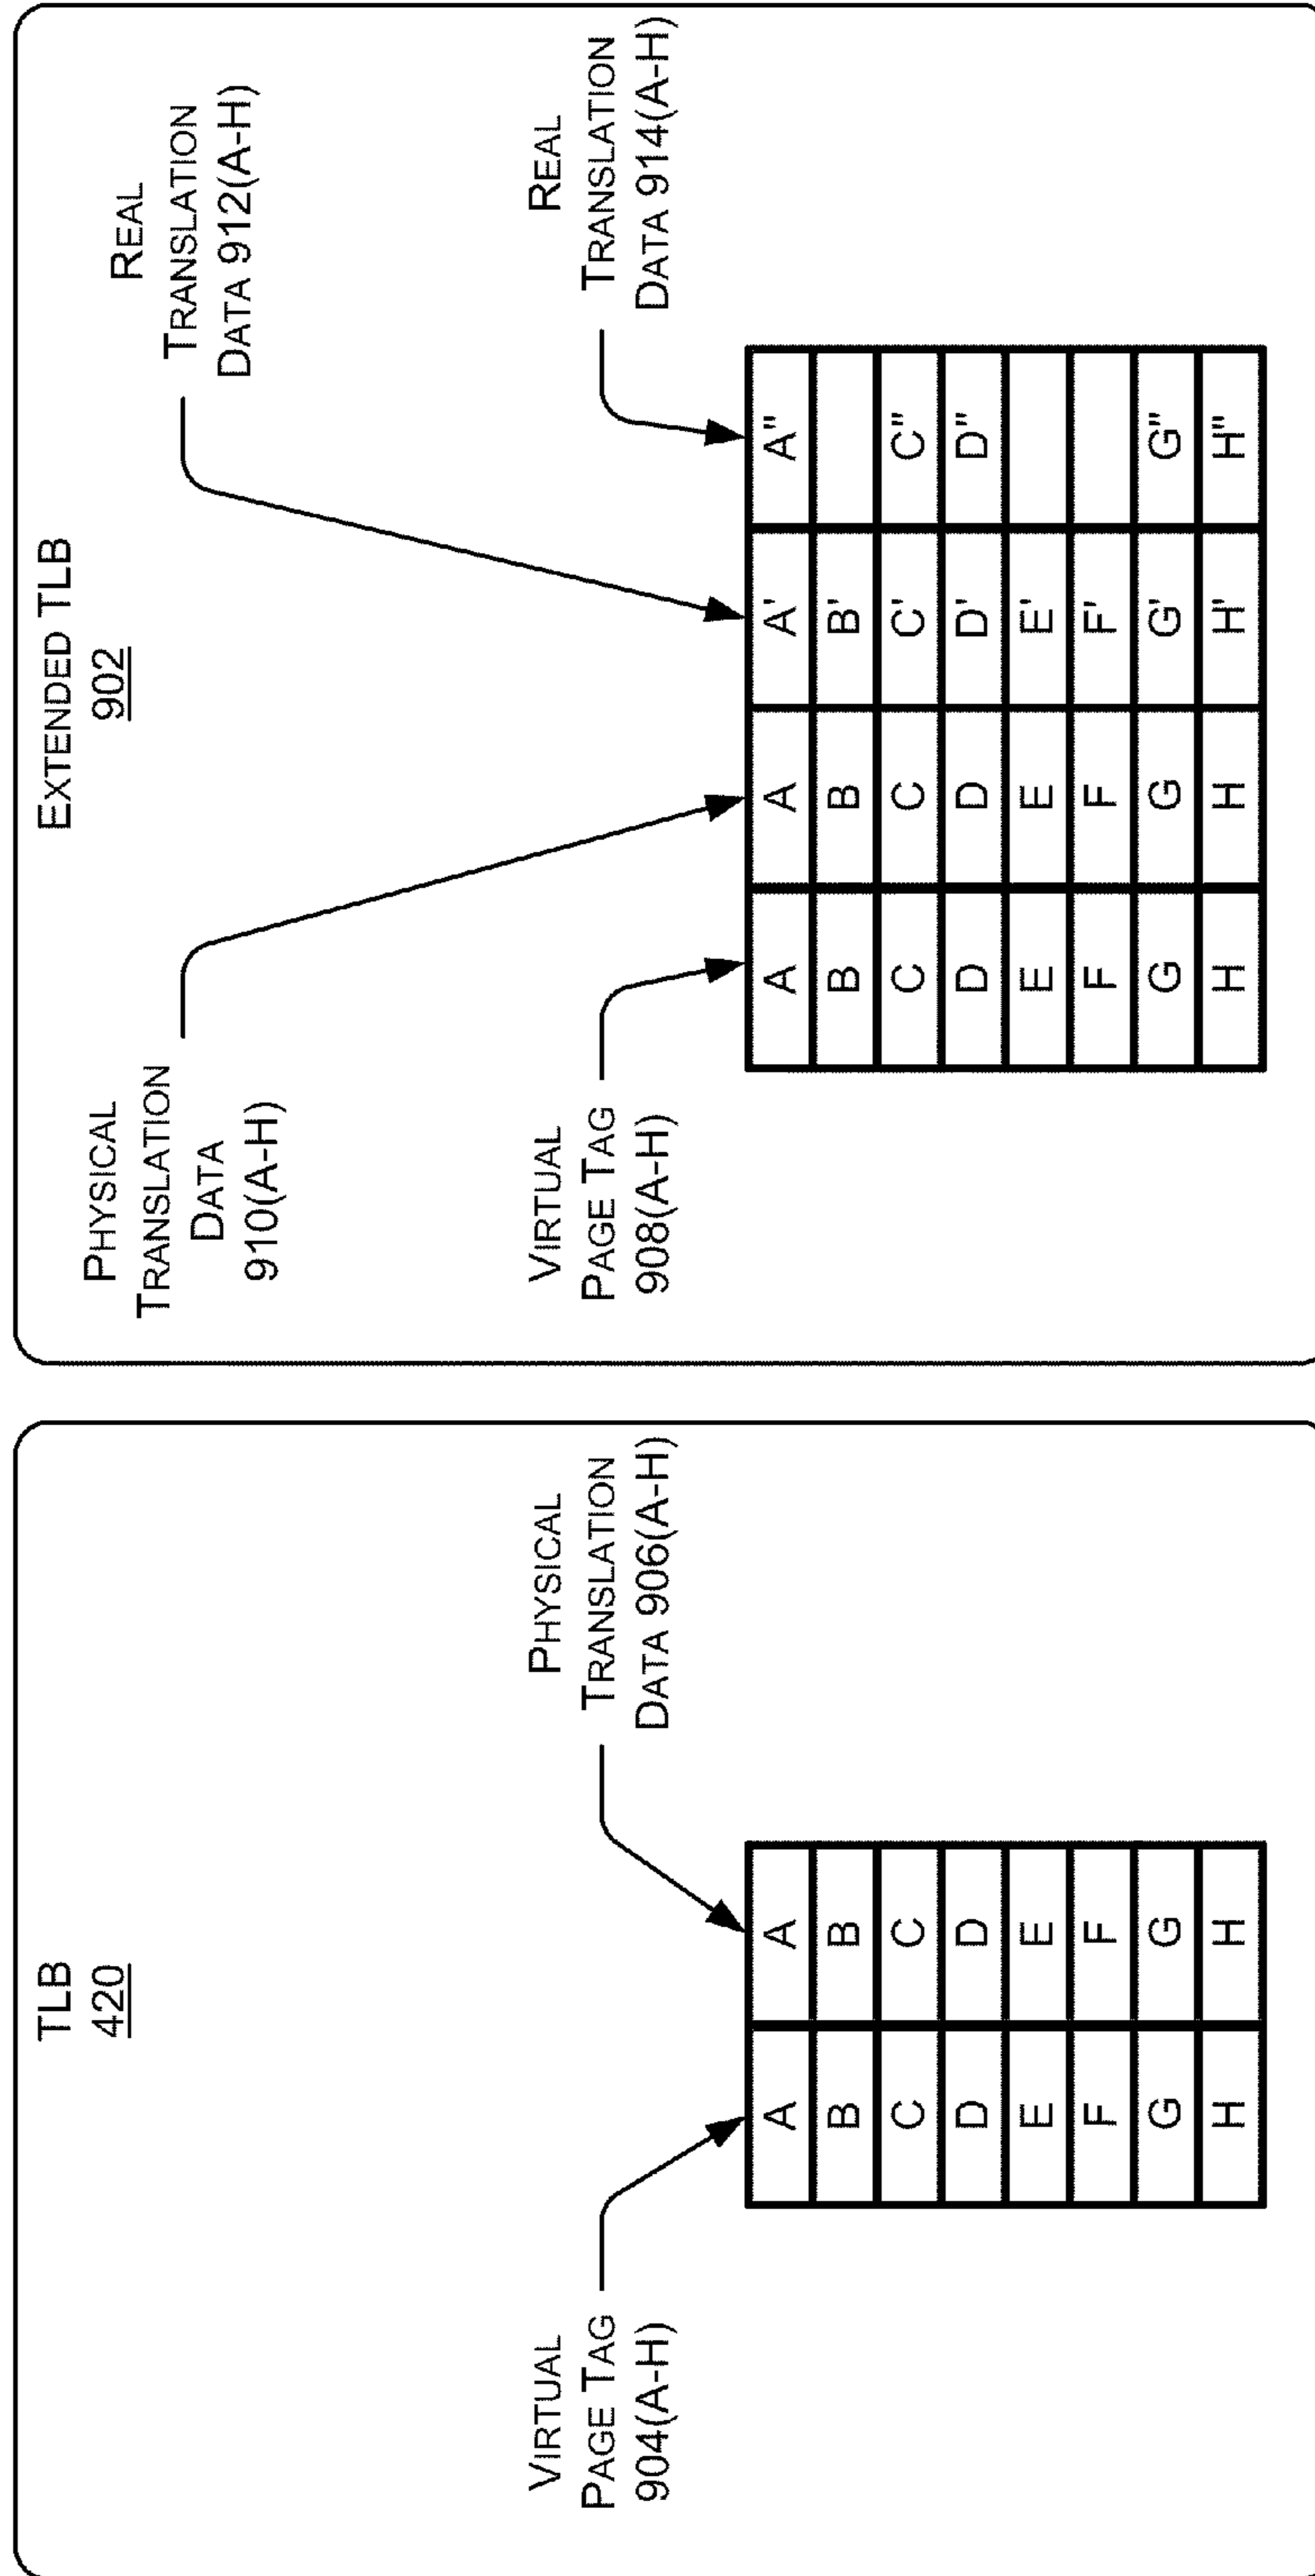 TLB
420
VIRTUAL
PAGE TAG
904(A-H)
PHYSICAL
TRANSLATION
DATA 906(A-H)
A A
B B
C C
D D
E E
F F
G G
H H
EXTENDED TLB
902
PHYSICAL
TRANSLATION
DATA
910(A-H)
REAL
TRANSLATION
DATA 912(A-H)
VIRTUAL
PAGE TAG
908(A-H)
REAL
TRANSLATION
DATA 914(A-H)
A A A' A"
B B B'
C C C' C"
D D D' D"
E E E'
F F F'
G G G' G"
H H H' H"